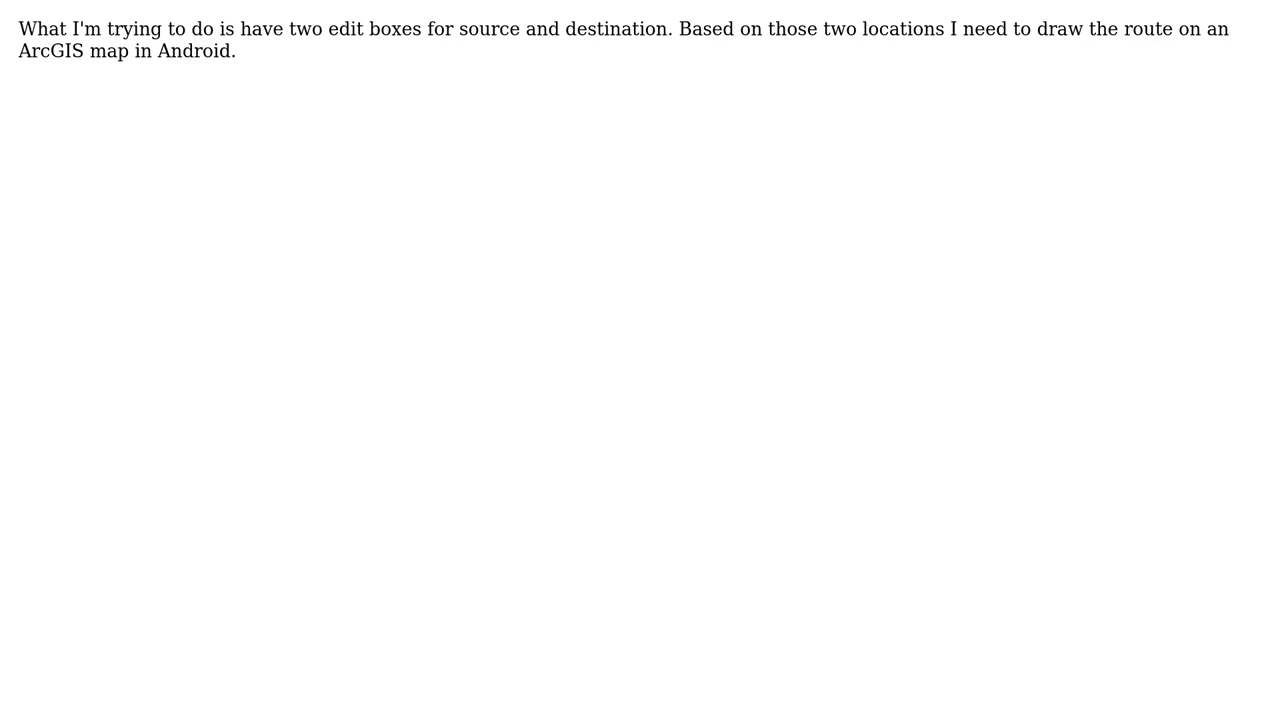 What I'm trying to do is have two edit boxes for source and destination. Based on those two locations I need to draw the route on an
ArcGIS map in Android.